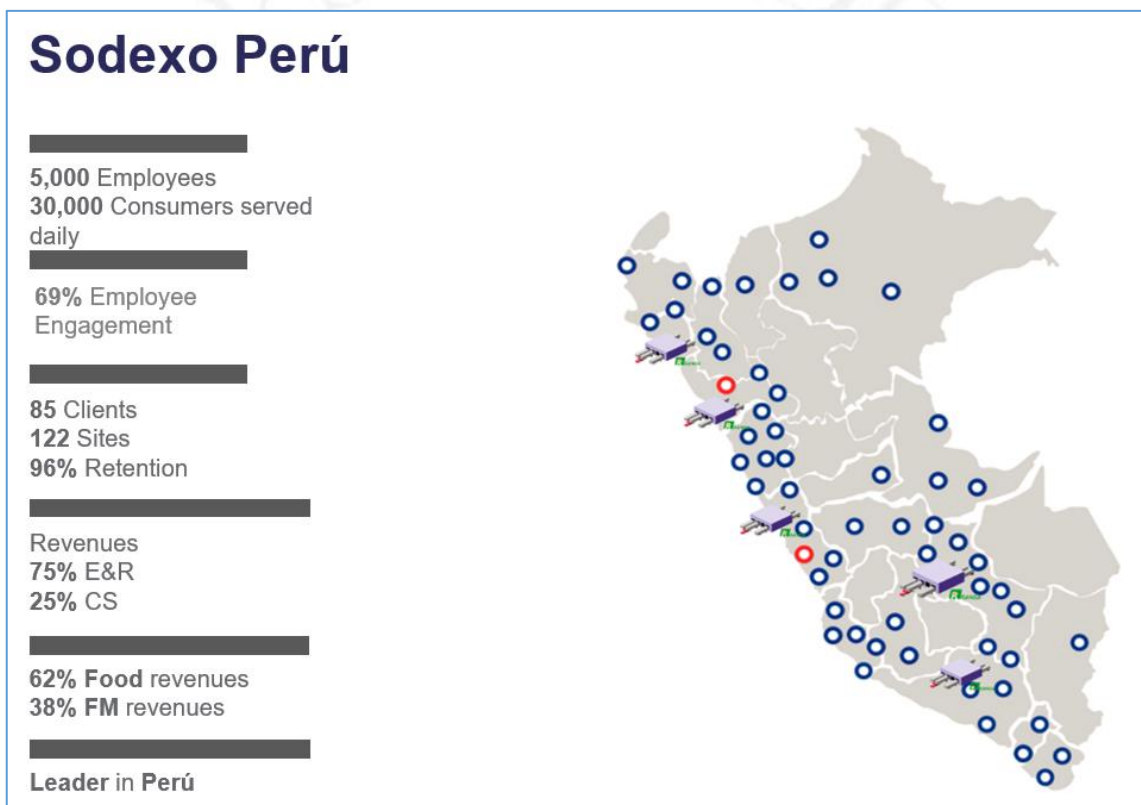 Sodexo Perú
5,000 Employees
30,000 Consumers served
daily
69% Employee
Engagement
85 Clients
122 Sites
96% Retention
Revenues
75% E&R
25% CS
62% Food revenues
38% FM revenues
Leader in Perú